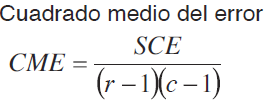 Cuadrado medio del error
CME = SCE / (r – 1)(c – 1)